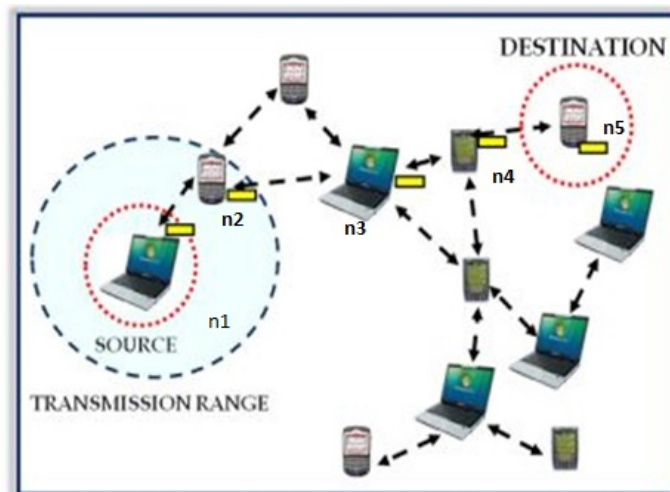 DESTINATION
n5
n4
n2
n3
n1
SOURCE
TRANSMISSION RANGE